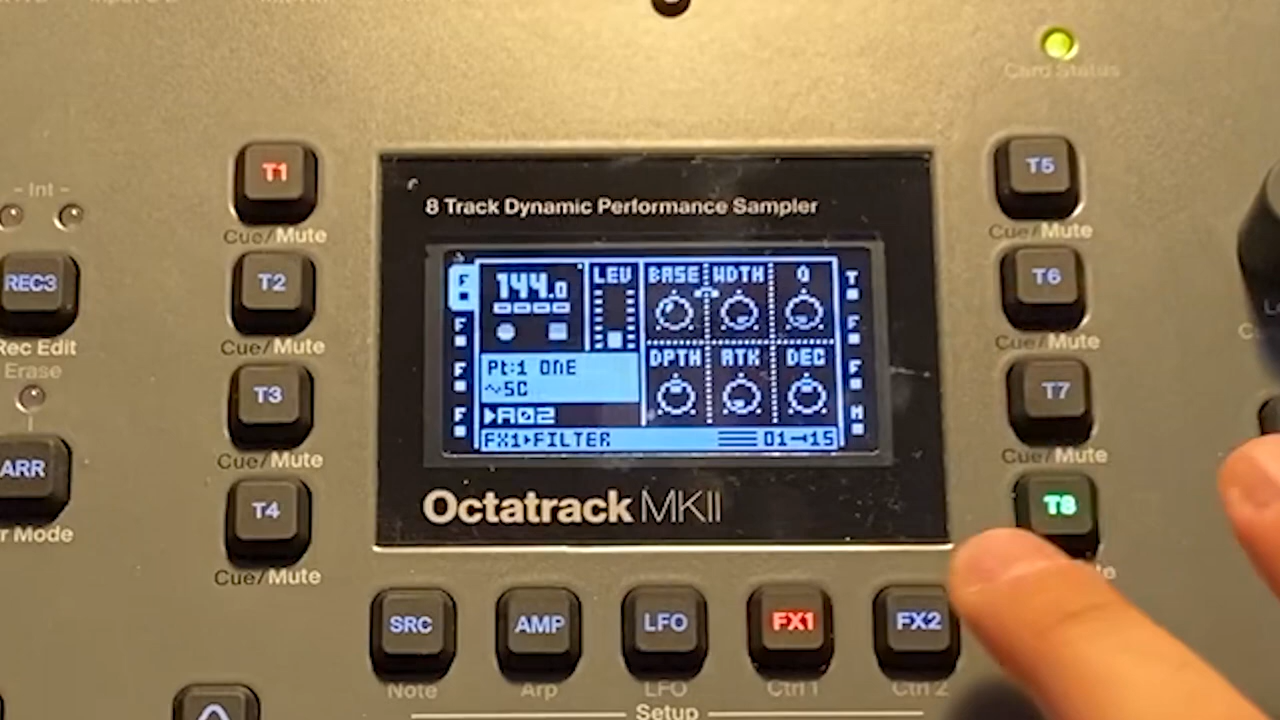 Card Status
T1
T5
- Int -
8 Track Dynamic Performance Sampler
Cue/Mute
Cue/Mute
REC3
T2
144.0
LEV
BASE WDTH Q
T
T6
F
F
Rec Edit
Cue/Mute
Cue/Mute
Erase
Pt:1 ONE
DPTH ATK DEC
F
F
~SC
T3
T7
F
M
A02
FX1▸FILTER
01→15
Cue/Mute
Cue/Mute
ARR
T4
Octatrack MKII
T8
r Mode
Cue/Mute
SRC
AMP
LFO
FX1
FX2
Note
Arp
LFO
Ctrl 1
Ctrl 2
Setup